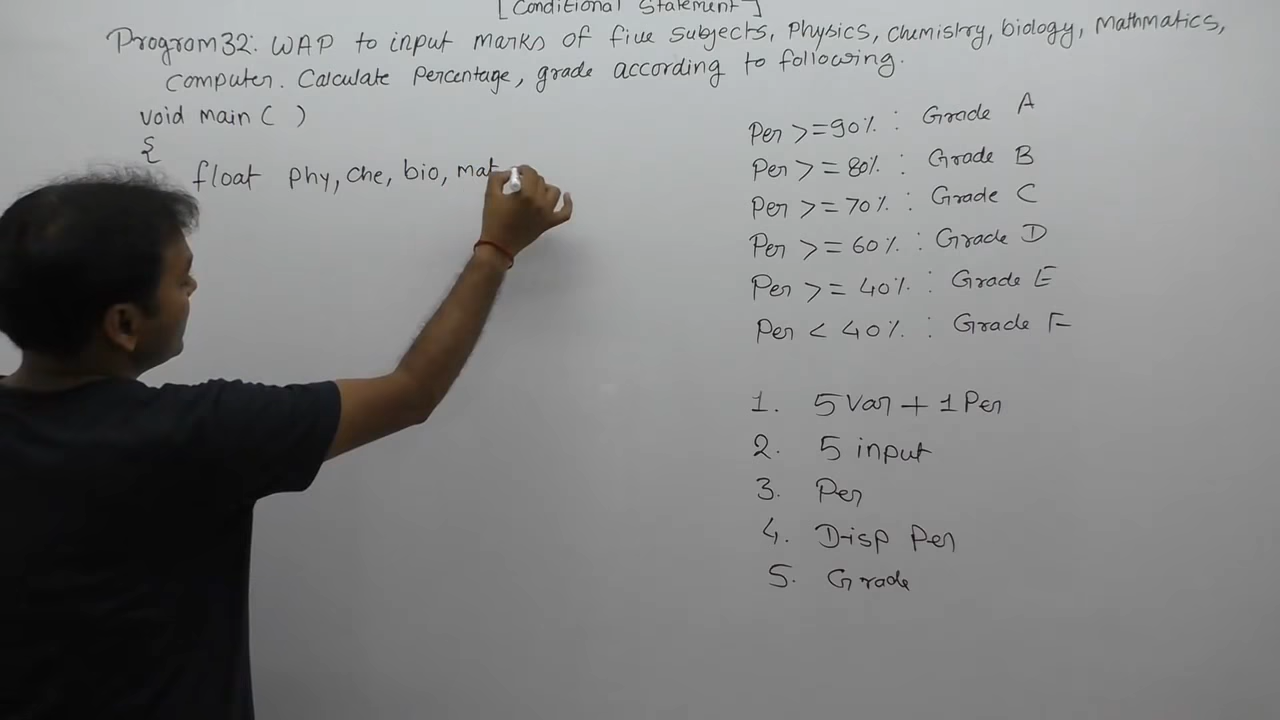 [Conditional Statement]
Program 32: WAP to input marks of five subjects, Physics, Chemistry, biology, Mathmatics,
computer. Calculate percentage, grade according to following.
void main ( )
{
float phy, che, bio, mat
Per >= 90% : Grade A
Per >= 80% : Grade B
Per >= 70% : Grade C
Per >= 60% : Grade D
Per >= 40% : Grade E
Per < 40% : Grade F
1. 5 Var + 1 Per
2. 5 input
3. Per
4. Disp Per
5. Grade